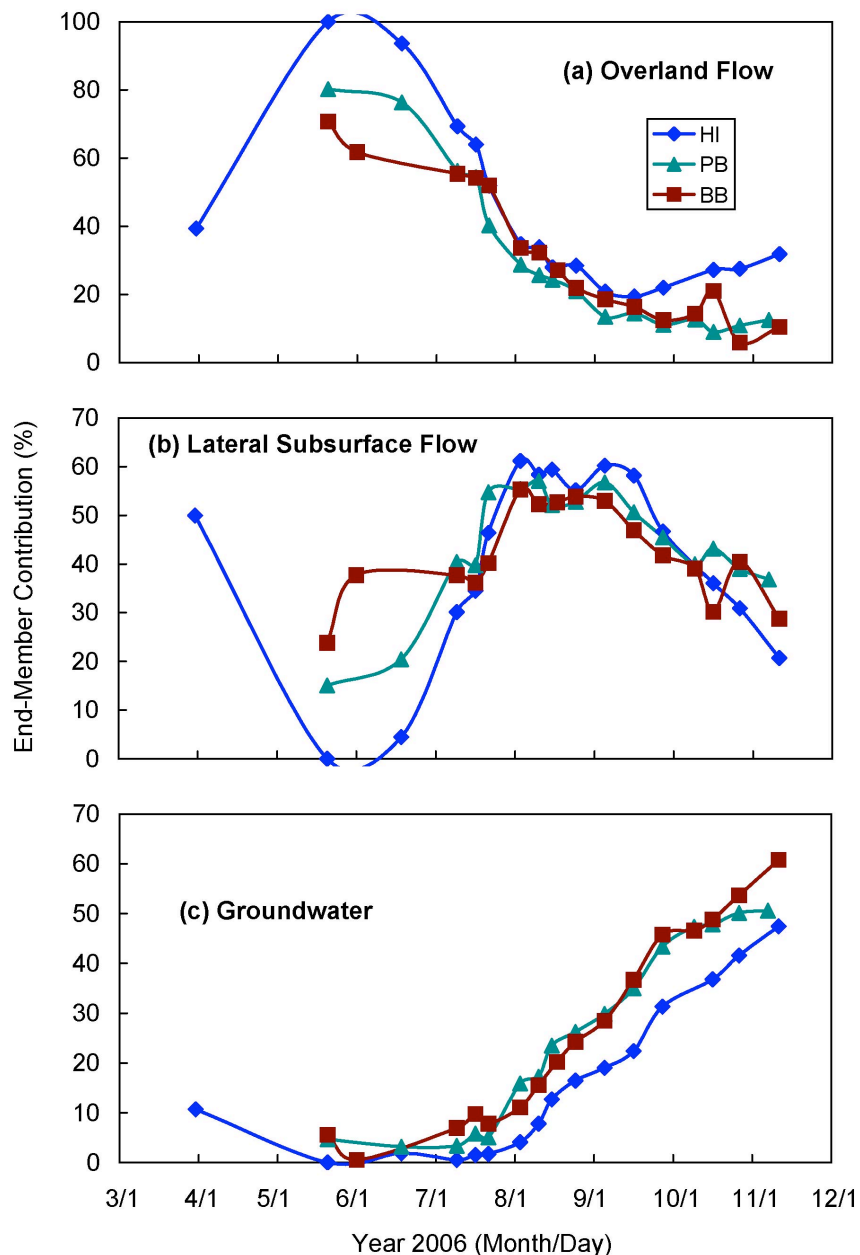 100
80
60
40
20
0
(a) Overland Flow
HI
PB
BB
End-Member Contribution (%)
70
60
50
40
30
20
10
0
(b) Lateral Subsurface Flow
70
60
50
40
30
20
10
0
(c) Groundwater
3/1 4/1 5/1 6/1 7/1 8/1 9/1 10/1 11/1 12/1
Year 2006 (Month/Day)